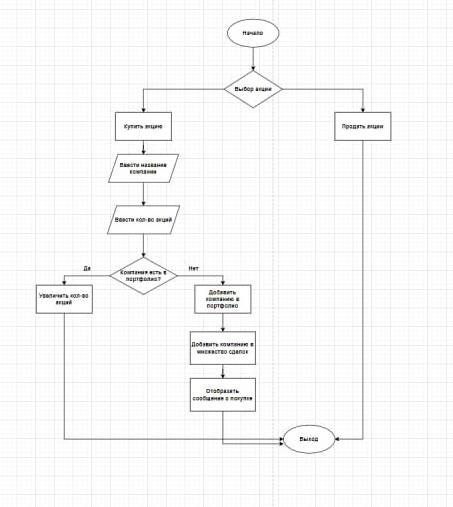 Начало
Выбор акции
Купить акцию
Продать акции
Ввести название
компании
Ввести кол-во акций
Компания есть в
портфолио?
Да
Нет
Увеличить кол-во
акций
Добавить
компанию в
портфолио
Добавить компанию в
множество сделок
Отобразить
сообщение о покупке
Выход